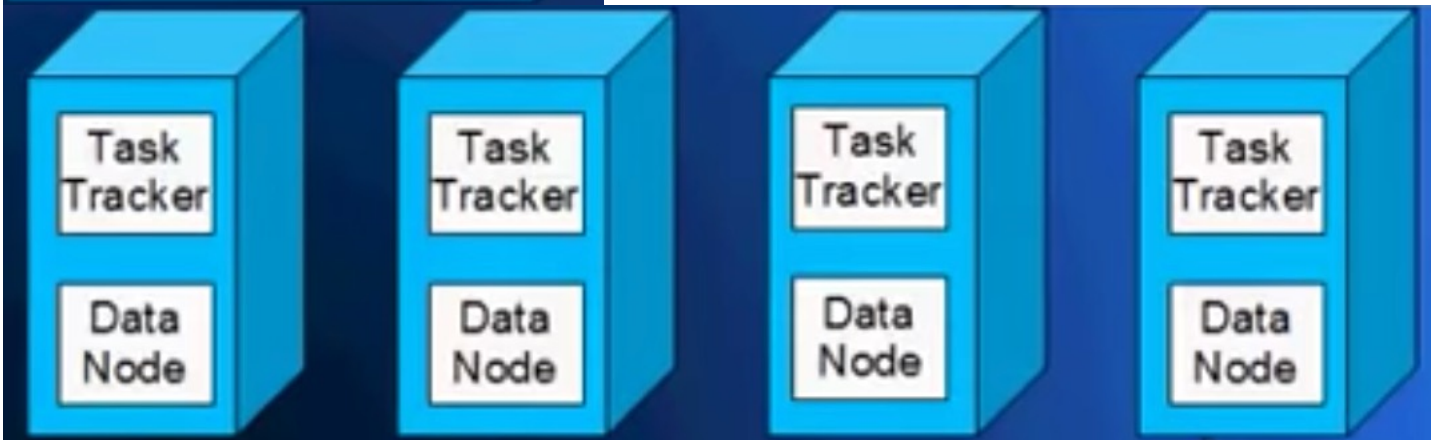 Task
Tracker
Data
Node
Task
Tracker
Data
Node
Task
Tracker
Data
Node
Task
Tracker
Data
Node